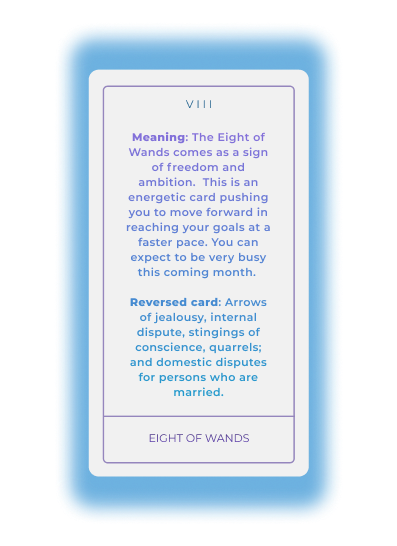 VIII
Meaning: The Eight of
Wands comes as a sign
of freedom and
ambition.  This is an
energetic card pushing
you to move forward in
reaching your goals at a
faster pace. You can
expect to be very busy
this coming month.
Reversed card: Arrows
of jealousy, internal
dispute, stingings of
conscience, quarrels;
and domestic disputes
for persons who are
married.
EIGHT OF WANDS